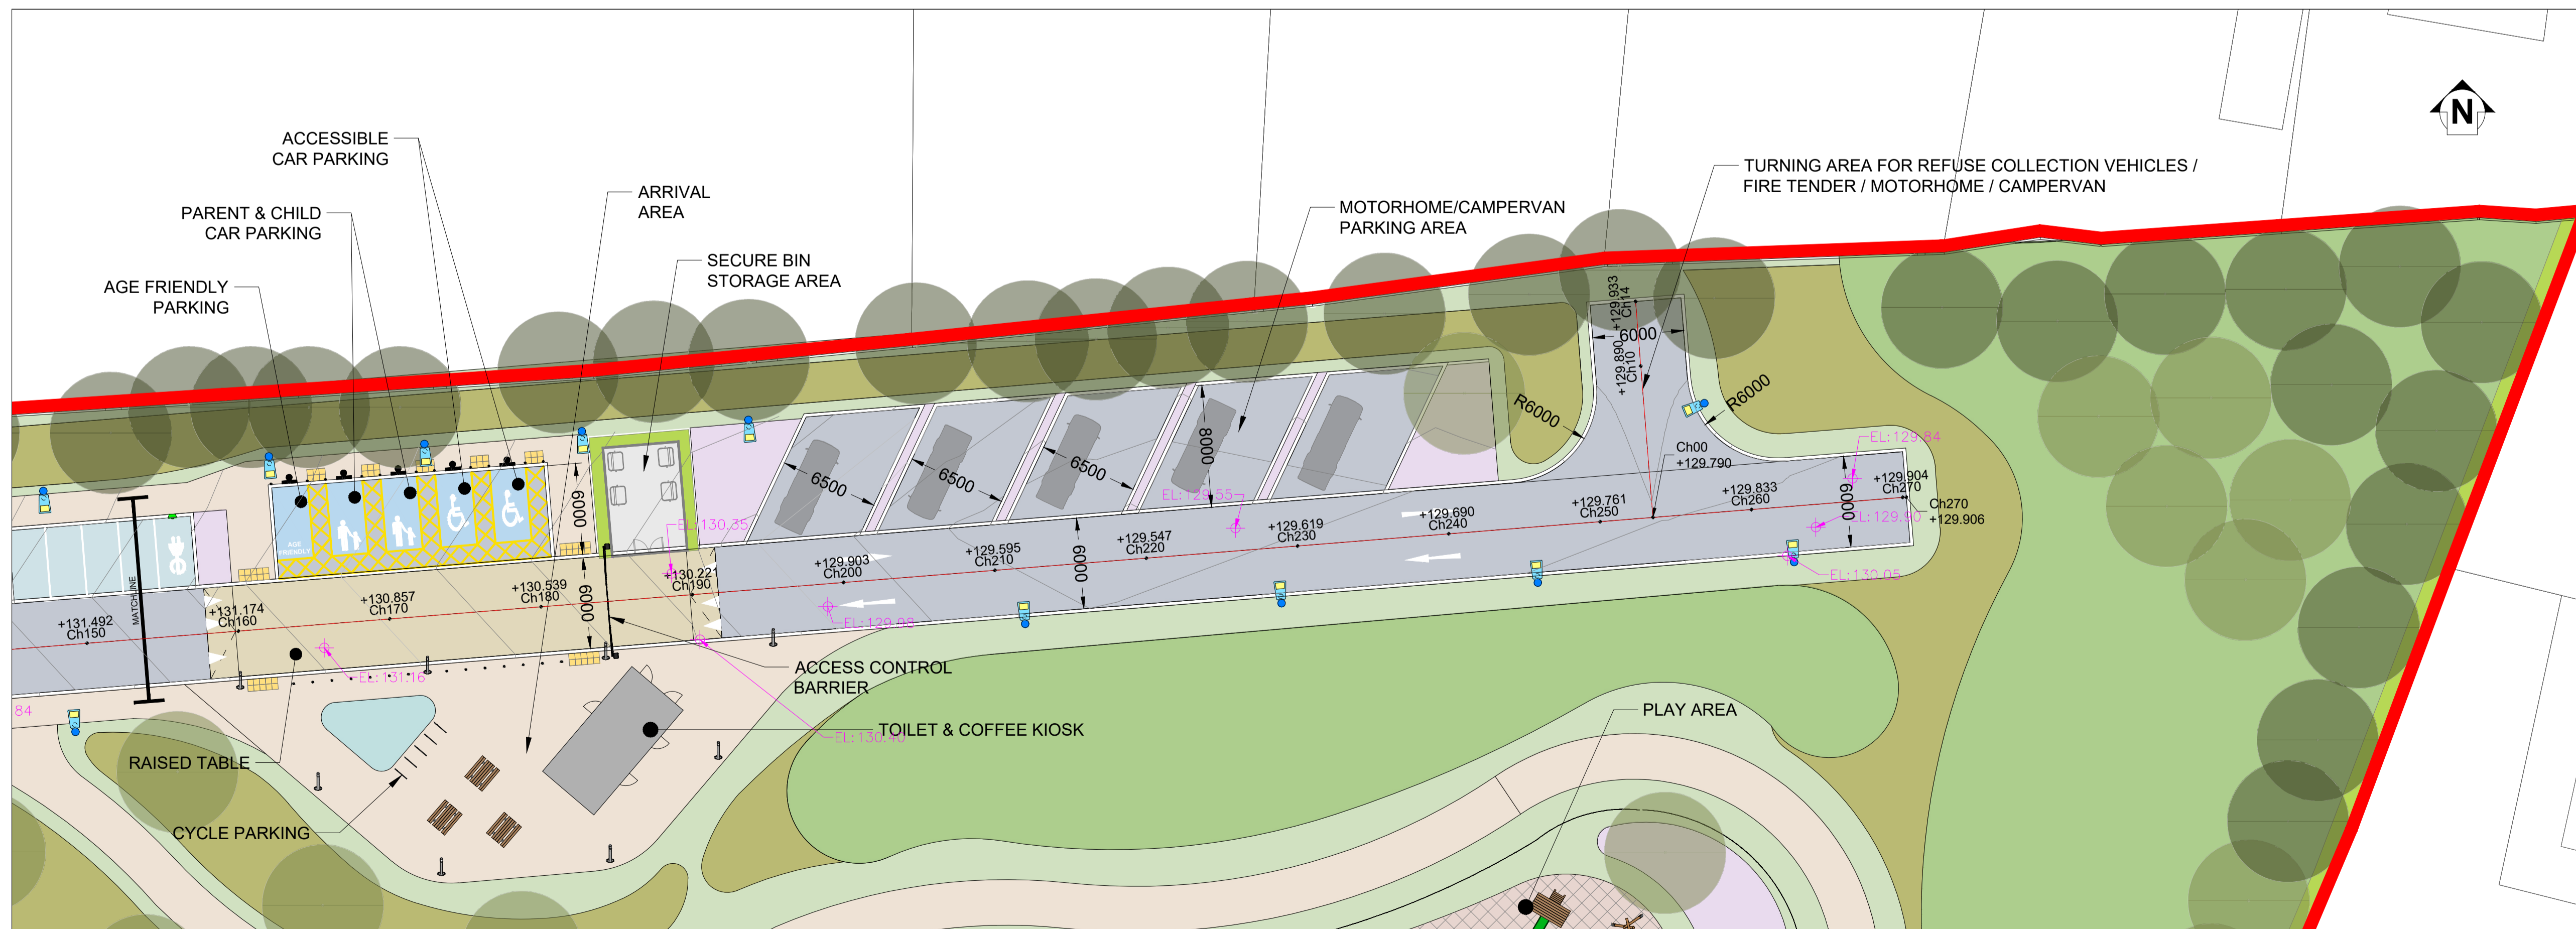 N
ACCESSIBLE
CAR PARKING
PARENT & CHILD
CAR PARKING
AGE FRIENDLY
PARKING
ARRIVAL
AREA
SECURE BIN
STORAGE AREA
MOTORHOME/CAMPERVAN
PARKING AREA
TURNING AREA FOR REFUSE COLLECTION VEHICLES /
FIRE TENDER / MOTORHOME / CAMPERVAN
+129.933
Ch14
6000
+129.890
Ch10
R6000
R6000
Ch00
+129.790
EL:129.84
+129.904
Ch270
Ch270
+129.906
EL:129.90
6000
+129.833
Ch260
+129.761
Ch250
+129.690
Ch240
+129.619
Ch230
+129.547
Ch220
+129.595
Ch210
+129.903
Ch200
+130.221
Ch190
+130.539
Ch180
+130.857
Ch170
+131.174
Ch160
+131.492
Ch150
6500
6500
6500
8000
EL:129.55
6000
6000
6000
EL:130.35
AGE
FRIENDLY
MATCHLINE
EL:130.05
EL:129.08
EL:131.16
84
ACCESS CONTROL
BARRIER
TOILET & COFFEE KIOSK
EL:130.40
PLAY AREA
RAISED TABLE
CYCLE PARKING